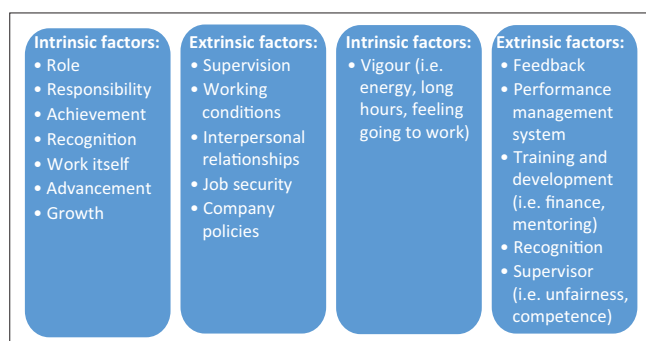 Intrinsic factors:
• Role
• Responsibility
• Achievement
• Recognition
• Work itself
• Advancement
• Growth
Extrinsic factors:
• Supervision
• Working
conditions
• Interpersonal
relationships
• Job security
• Company
policies
Intrinsic factors:
• Vigour (i.e.
energy, long
hours, feeling
going to work)
Extrinsic factors:
• Feedback
• Performance
management
system
• Training and
development
(i.e. finance,
mentoring)
• Recognition
• Supervisor
(i.e. unfairness,
competence)